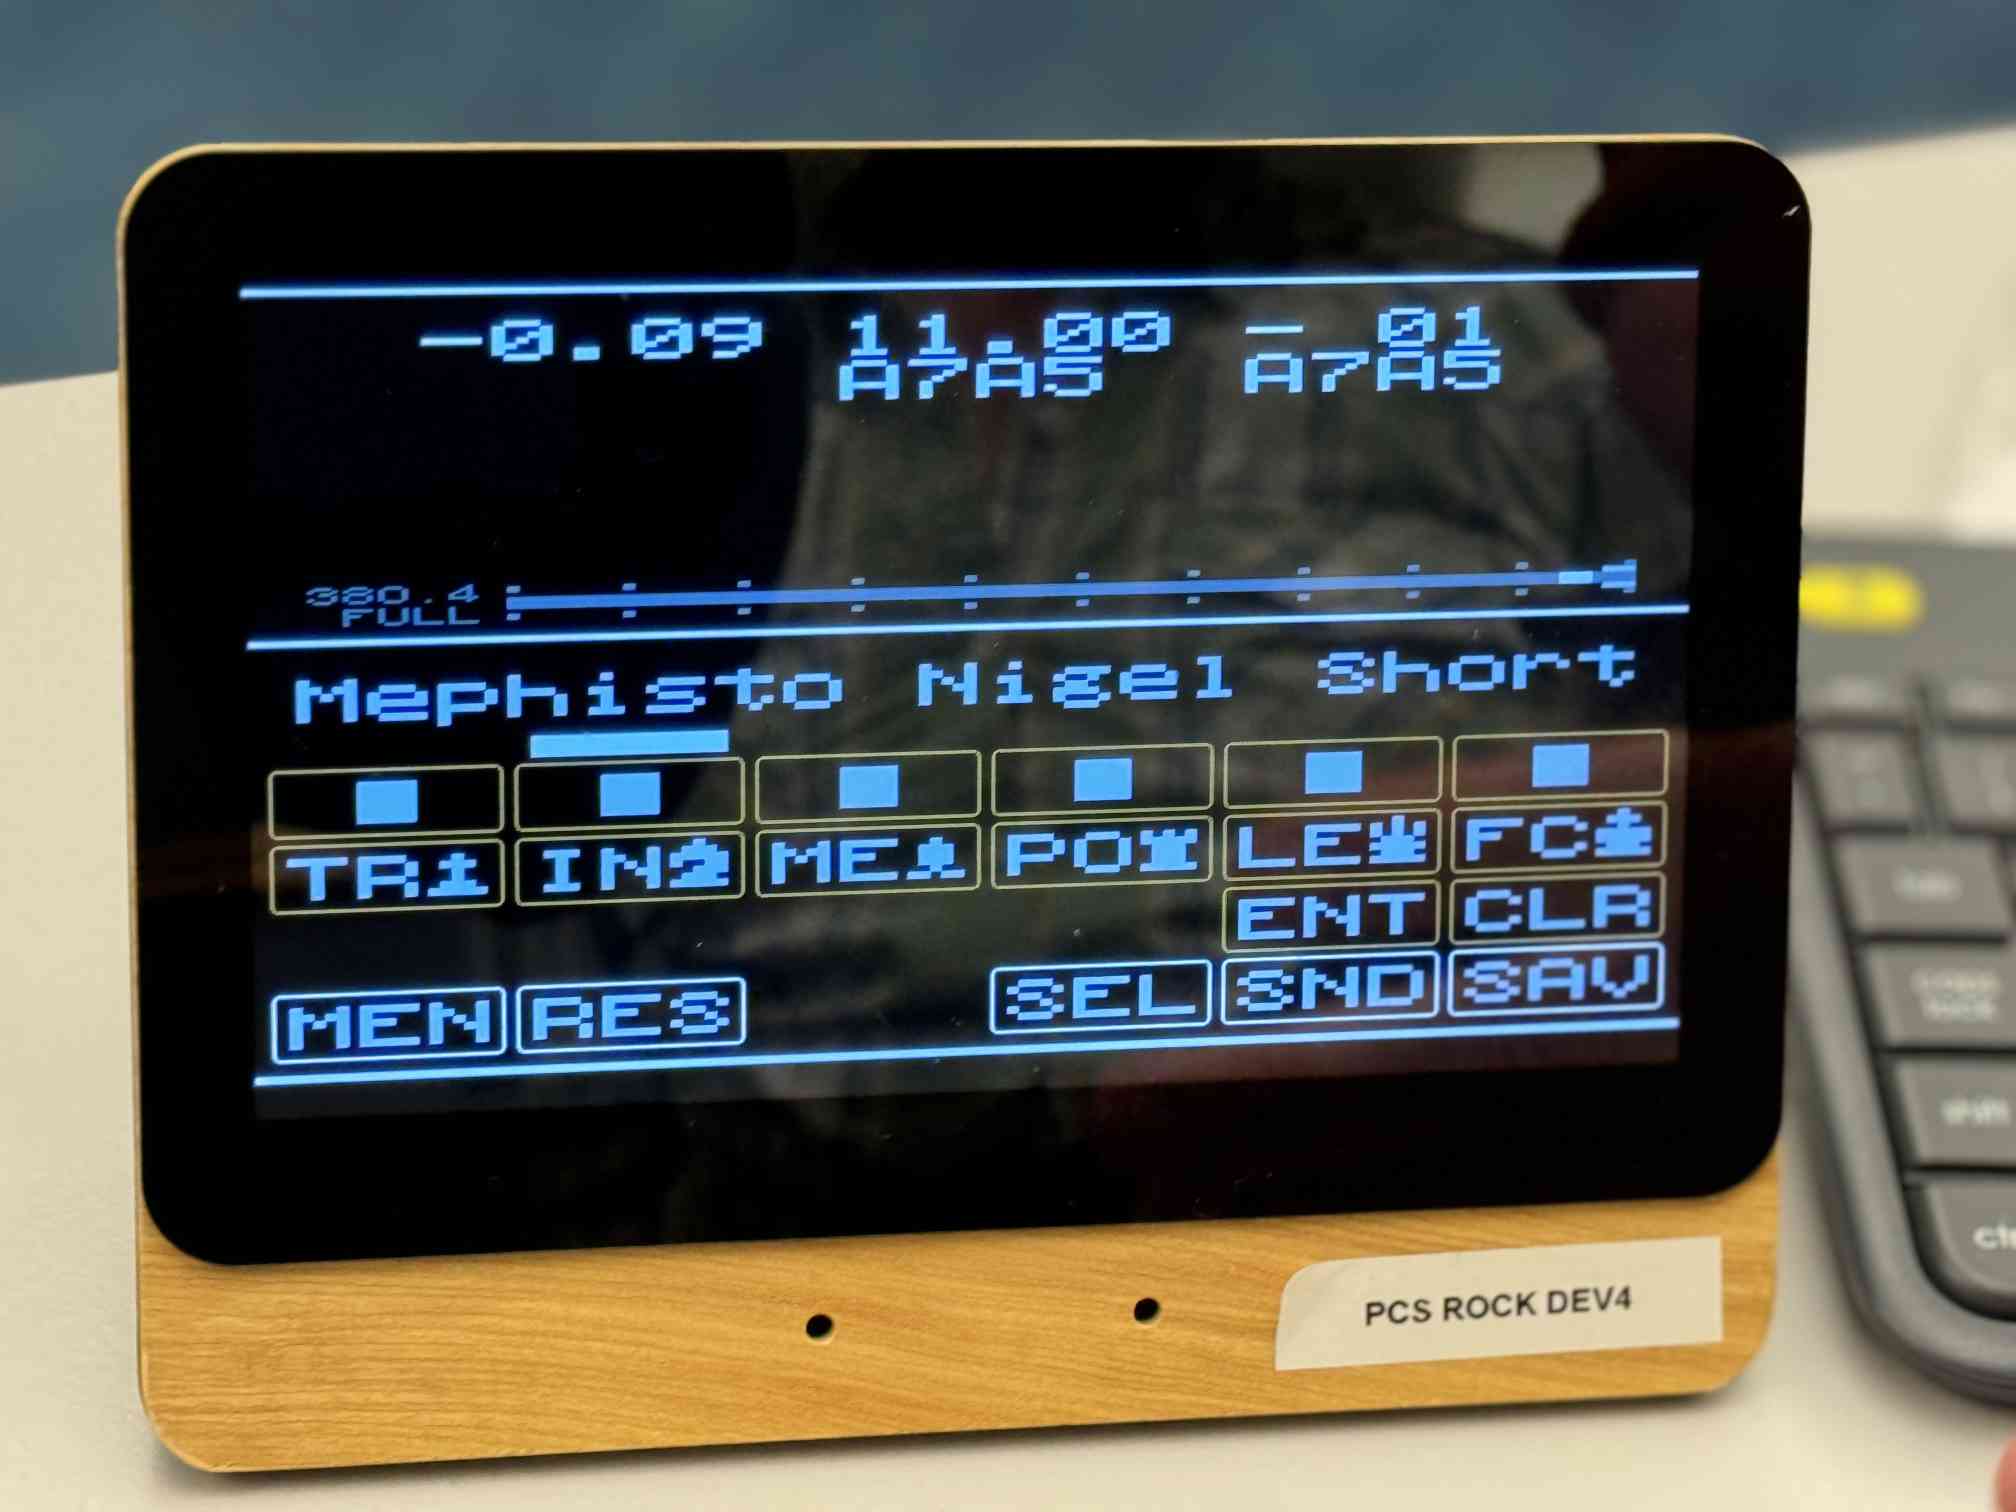 -0.09 11.00 - 01
A7A5 A7A5
380.4
FULL
Mephisto Nigel Short
TR IN ME PO LE FC
ENT CLR
MEN RES SEL SND SAV
PCS ROCK DEV4
shift